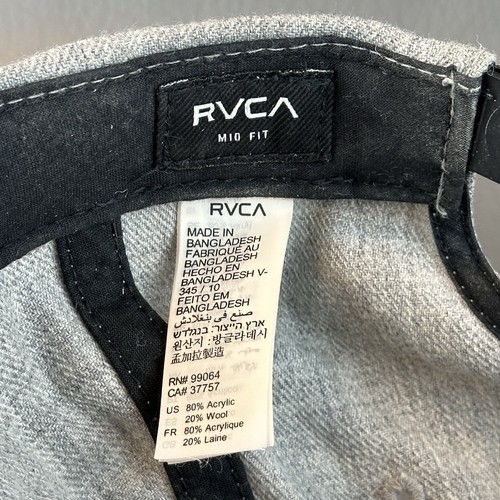 RVCA
MID FIT
RVCA
MADE IN
BANGLADESH
FABRIQUÉ AU
BANGLADESH
HECHO EN
BANGLADESH V-
345 / 10
FEITO EM
BANGLADESH
صنع في بنغلادش
ארץ הייצור: בנגלדש
원산지 : 방글라데시
孟加拉製造
RN# 99064
CA# 37757
US 80% Acrylic
20% Wool
FR 80% Acrylique
20% Laine